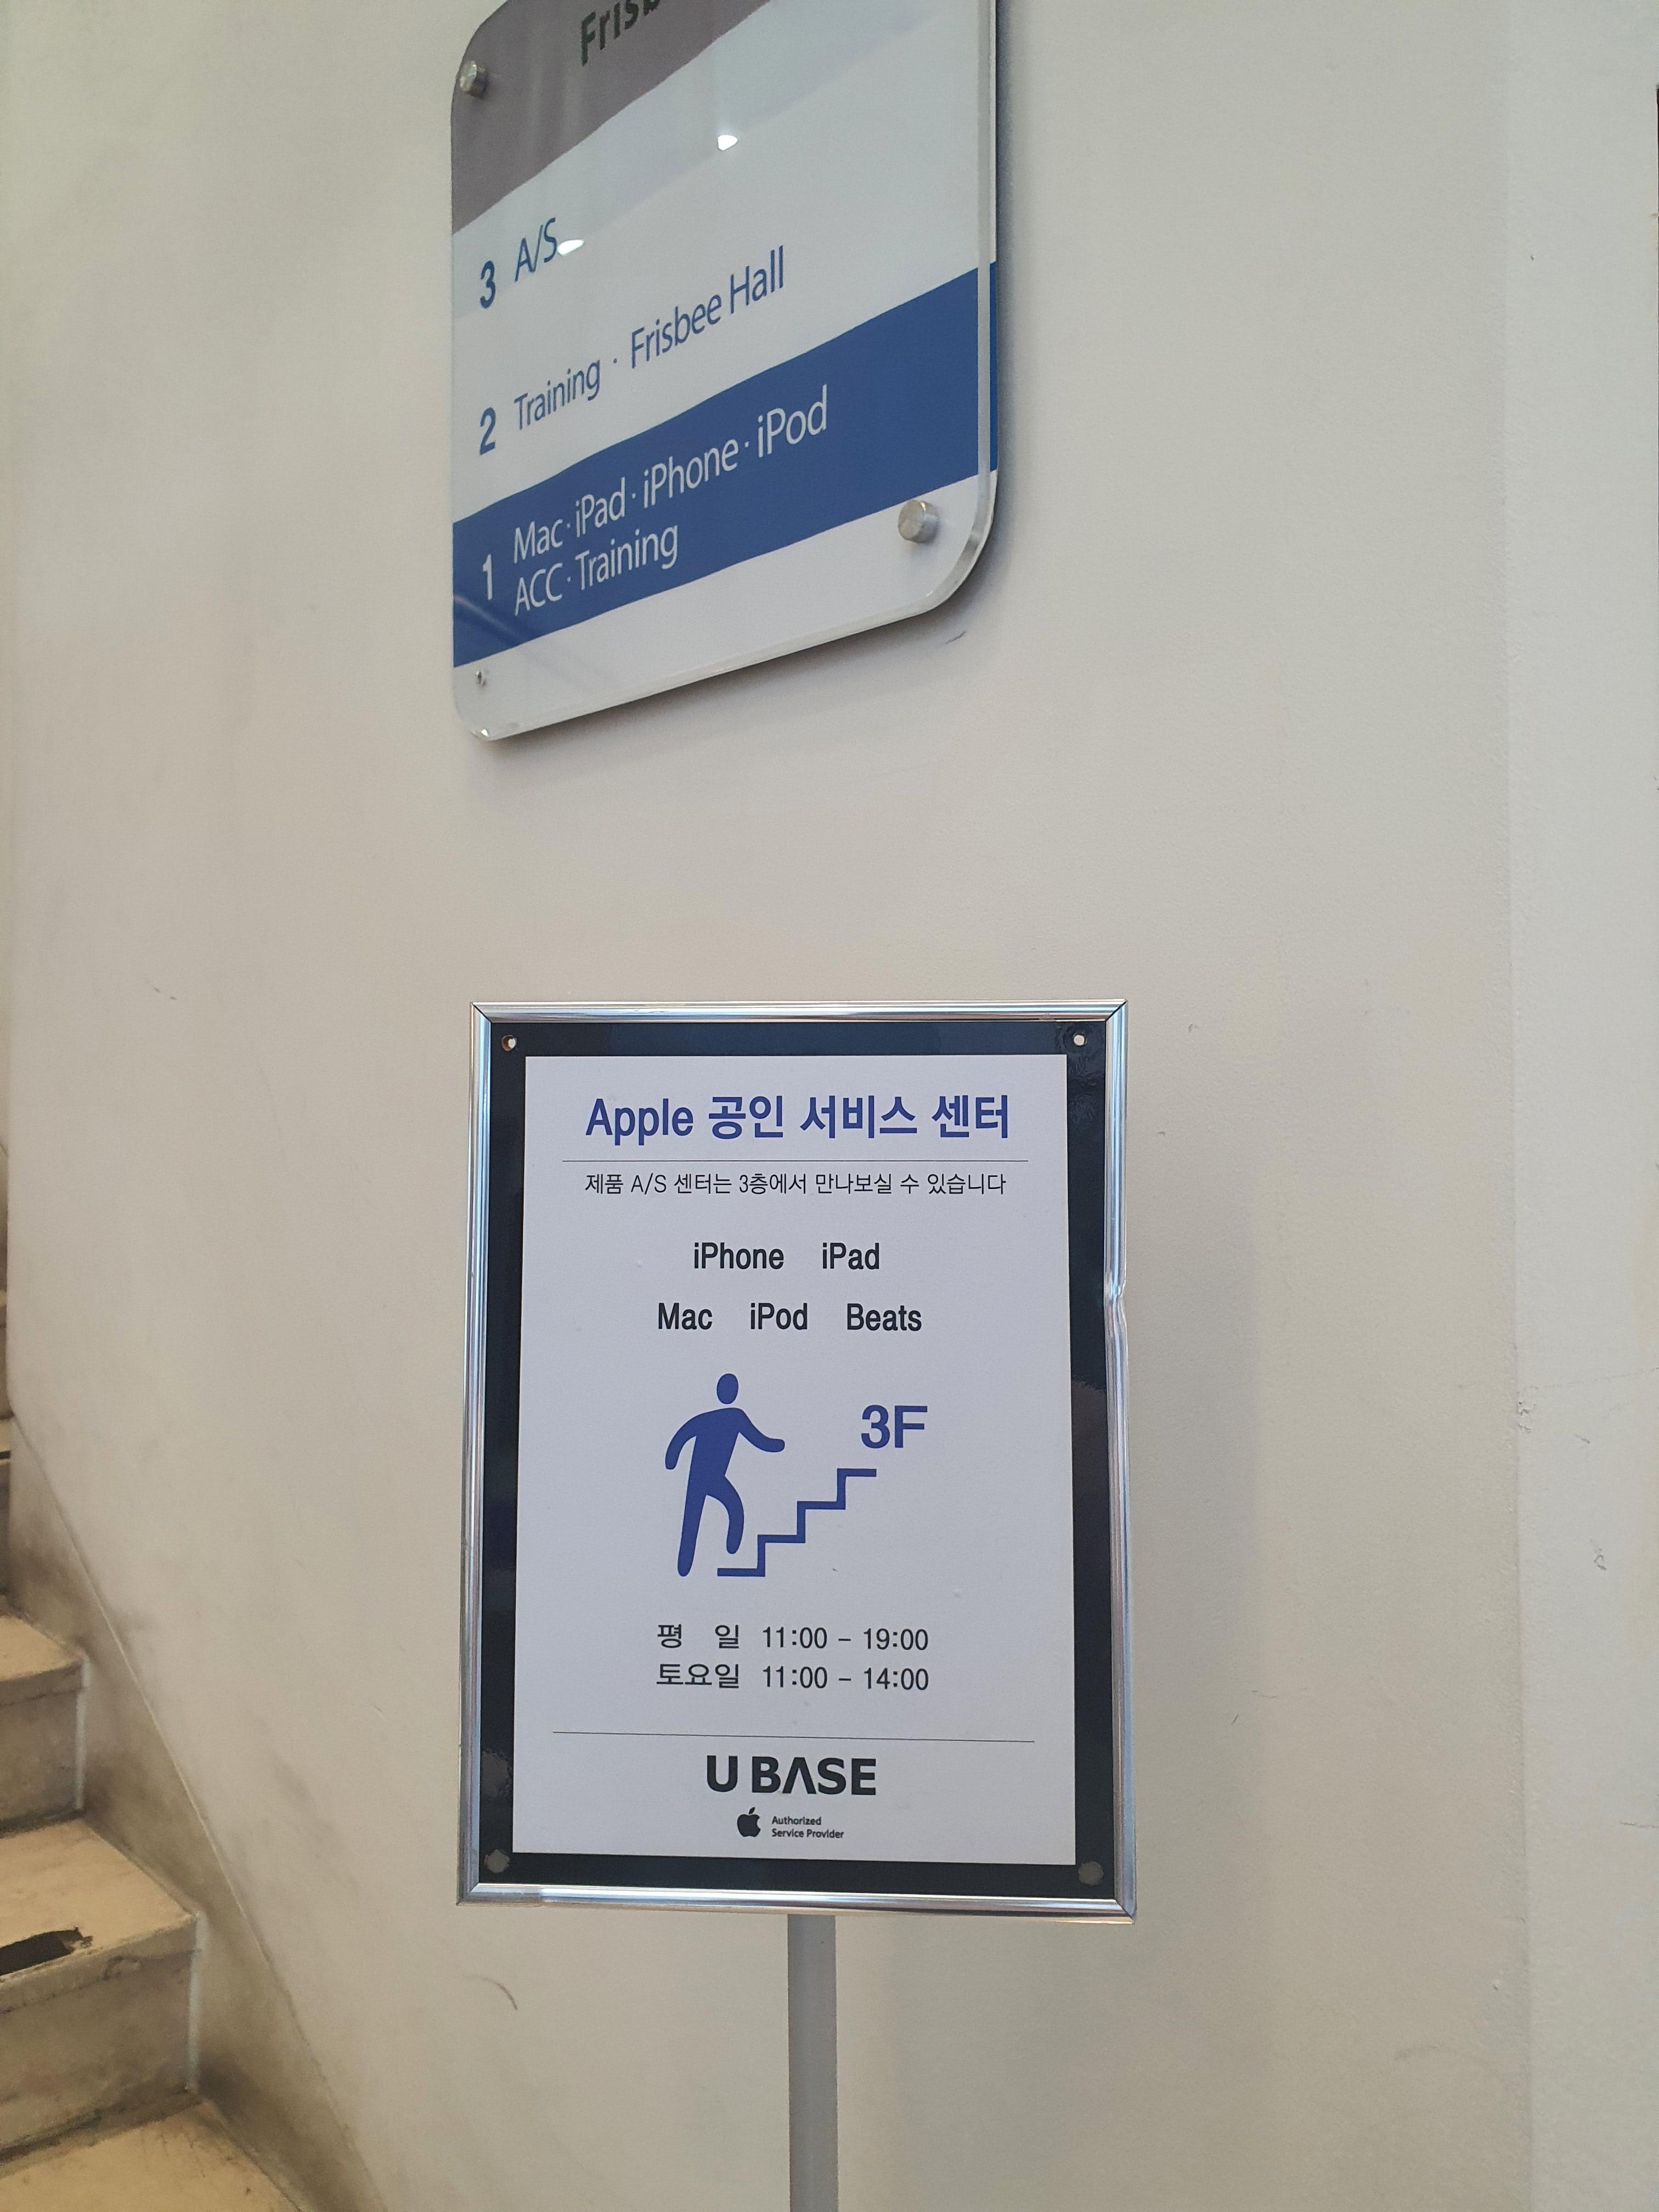 3 A/S
2 Training · Frisbee Hall
1 Mac · iPad · iPhone · iPod
ACC · Training
Apple 공인 서비스 센터
제품 A/S 센터는 3층에서 만나보실 수 있습니다
iPhone iPad
Mac iPod Beats
3F
평 일 11:00 - 19:00
토요일 11:00 - 14:00
U BASE
Authorized
Service Provider